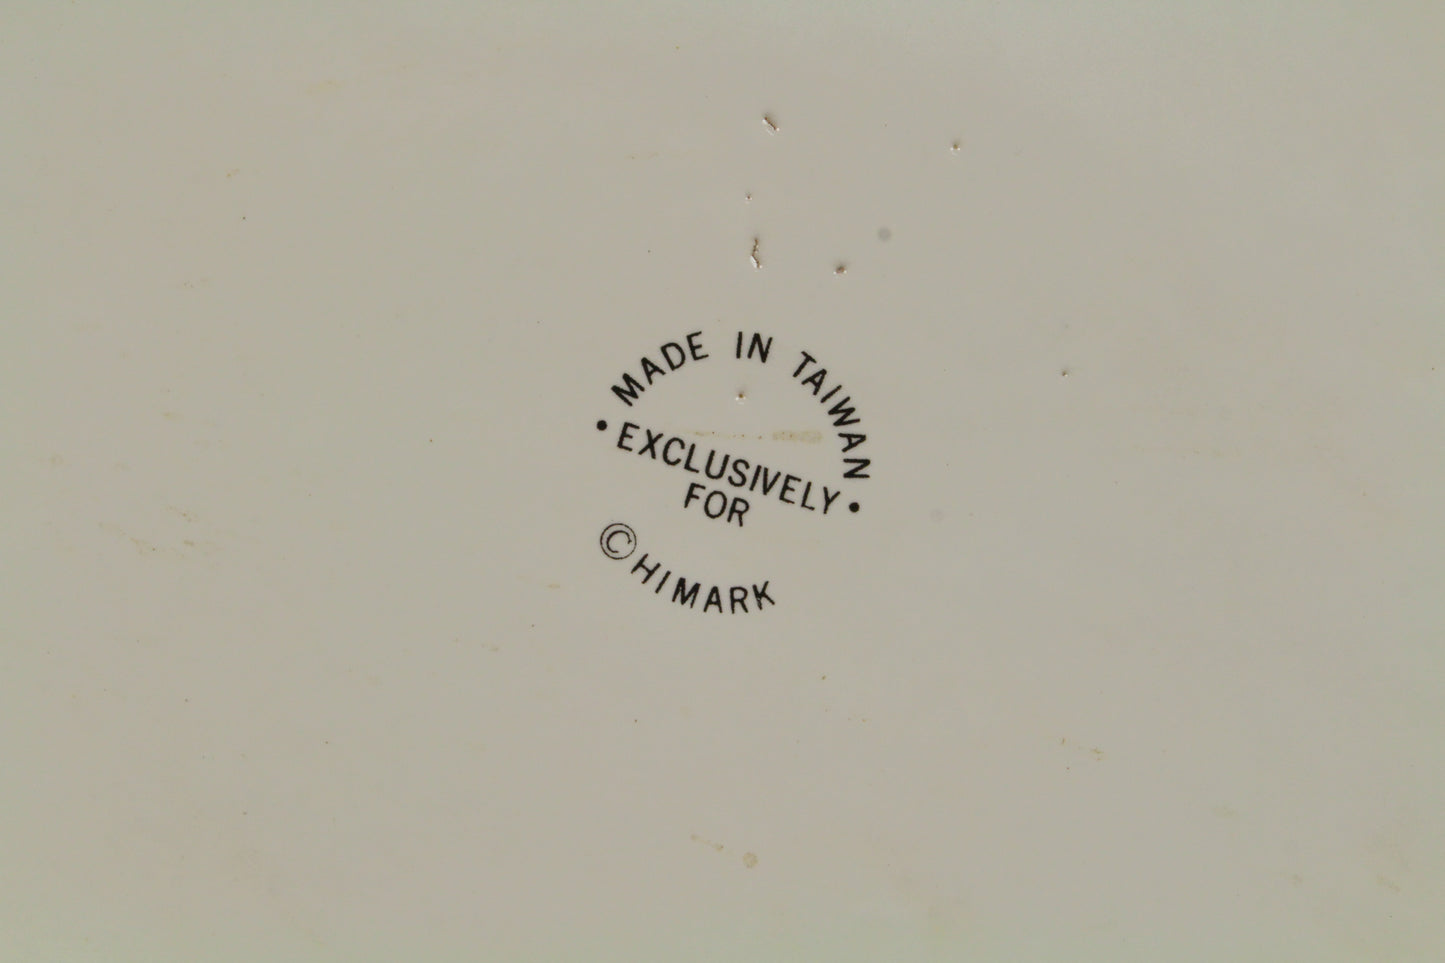 MADE IN TAIWAN
• EXCLUSIVELY •
FOR
© HIMARK